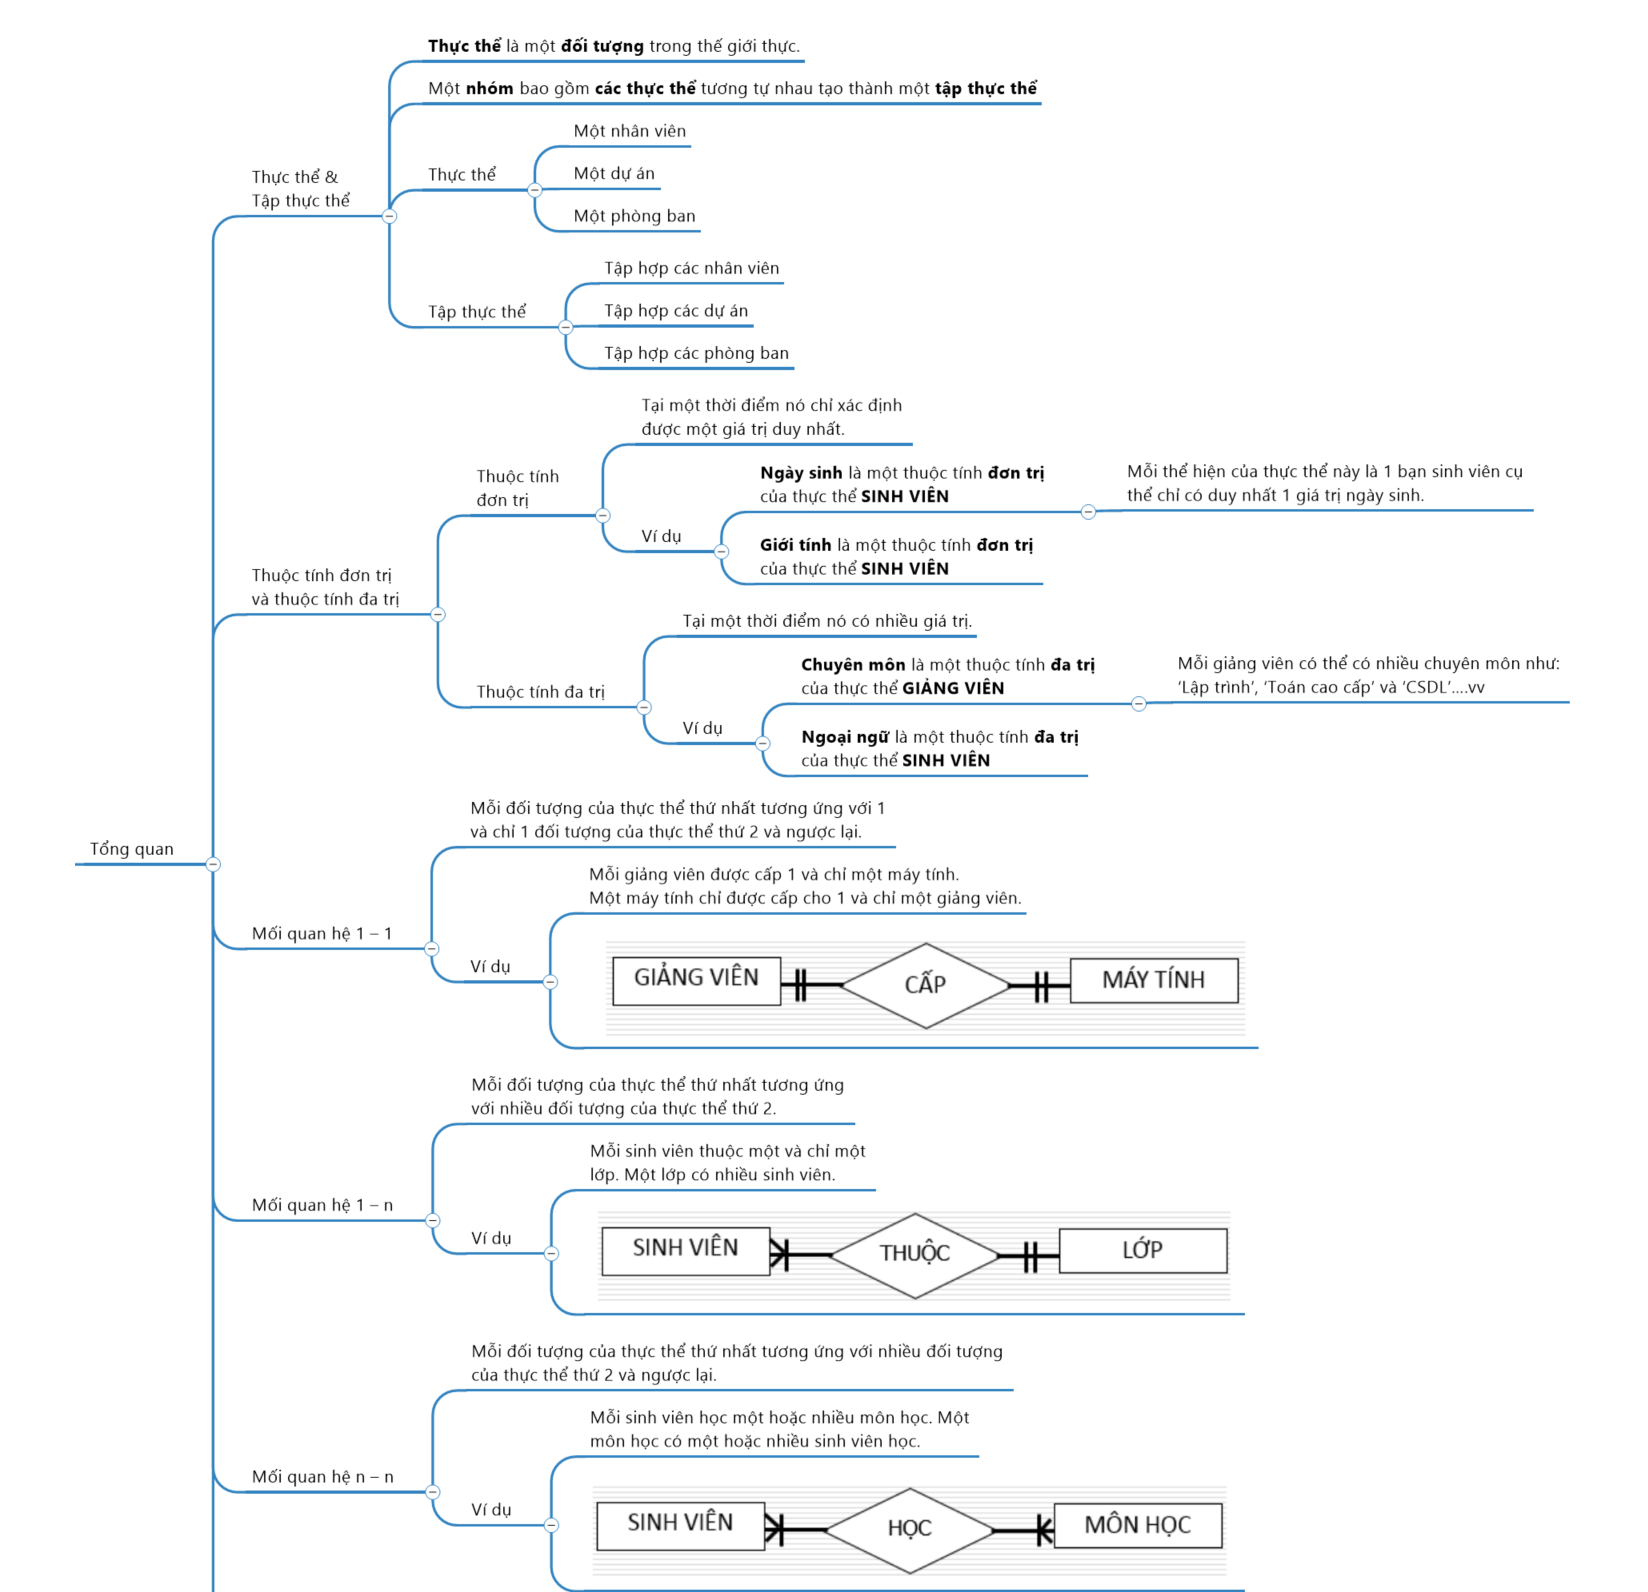 Thực thể là một đối tượng trong thế giới thực.
Một nhóm bao gồm các thực thể tương tự nhau tạo thành một tập thực thể
Thực thể &
Tập thực thể
Thực thể
Một nhân viên
Một dự án
Một phòng ban
Tập thực thể
Tập hợp các nhân viên
Tập hợp các dự án
Tập hợp các phòng ban
Thuộc tính đơn trị
và thuộc tính đa trị
Thuộc tính
đơn trị
Tại một thời điểm nó chỉ xác định
được một giá trị duy nhất.
Ví dụ
Ngày sinh là một thuộc tính đơn trị
của thực thể SINH VIÊN
Mỗi thể hiện của thực thể này là 1 bạn sinh viên cụ
thể chỉ có duy nhất 1 giá trị ngày sinh.
Giới tính là một thuộc tính đơn trị
của thực thể SINH VIÊN
Thuộc tính đa trị
Tại một thời điểm nó có nhiều giá trị.
Ví dụ
Chuyên môn là một thuộc tính đa trị
của thực thể GIẢNG VIÊN
Mỗi giảng viên có thể có nhiều chuyên môn như:
‘Lập trình’, ‘Toán cao cấp’ và ‘CSDL’....vv
Ngoại ngữ là một thuộc tính đa trị
của thực thể SINH VIÊN
Tổng quan
Mối quan hệ 1 – 1
Mỗi đối tượng của thực thể thứ nhất tương ứng với 1
và chỉ 1 đối tượng của thực thể thứ 2 và ngược lại.
Ví dụ
Mỗi giảng viên được cấp 1 và chỉ một máy tính.
Một máy tính chỉ được cấp cho 1 và chỉ một giảng viên.
GIẢNG VIÊN
CẤP
MÁY TÍNH
Mối quan hệ 1 – n
Mỗi đối tượng của thực thể thứ nhất tương ứng
với nhiều đối tượng của thực thể thứ 2.
Ví dụ
Mỗi sinh viên thuộc một và chỉ một
lớp. Một lớp có nhiều sinh viên.
SINH VIÊN
THUỘC
LỚP
Mối quan hệ n – n
Mỗi đối tượng của thực thể thứ nhất tương ứng với nhiều đối tượng
của thực thể thứ 2 và ngược lại.
Ví dụ
Mỗi sinh viên học một hoặc nhiều môn học. Một
môn học có một hoặc nhiều sinh viên học.
SINH VIÊN
HỌC
MÔN HỌC